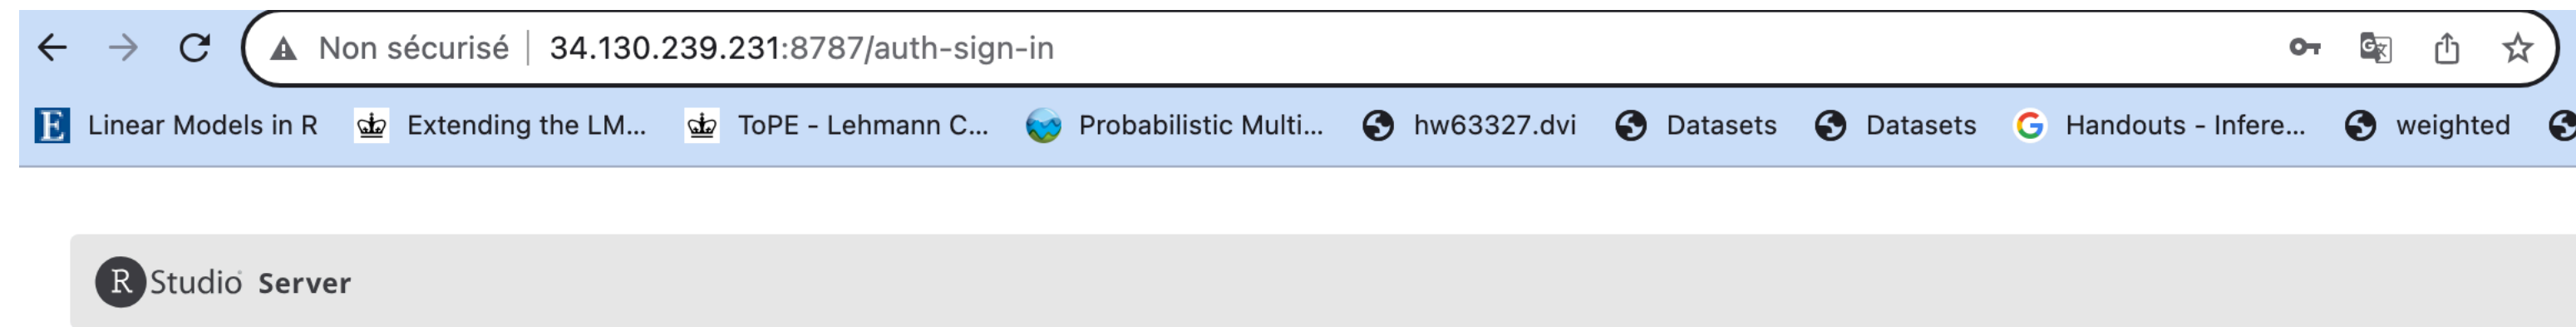 Non sécurisé 34.130.239.231:8787/auth-sign-in
E Linear Models in R Extending the LM... ToPE - Lehmann C... Probabilistic Multi... hw63327.dvi Datasets Datasets G Handouts - Infere... weighted
R Studio Server